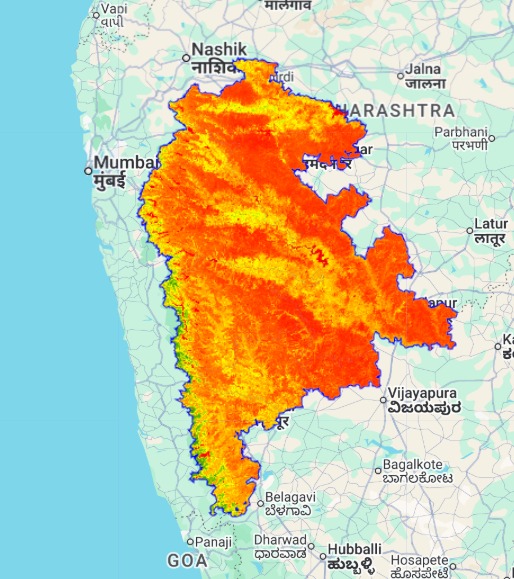 मालेगाव
Vapi
વાપી
Nashik
नाशिक
Jalna
जालना
HARASHTRA
Parbhani
परभणी
Mumbai
मुंबई
Latur
लातूर
Vijayapura
ವಿಜಯಪುರ
Bagalkote
ಬಾಗಲಕೋಟ
Belagavi
ಬೆಳಗಾವಿ
Panaji
GOA
Dharwad
ಧಾರವಾಡ
Hubballi
ಹುಬ್ಬಳ್ಳಿ
Hosapete
ಹೊಸಪೇಟೆ